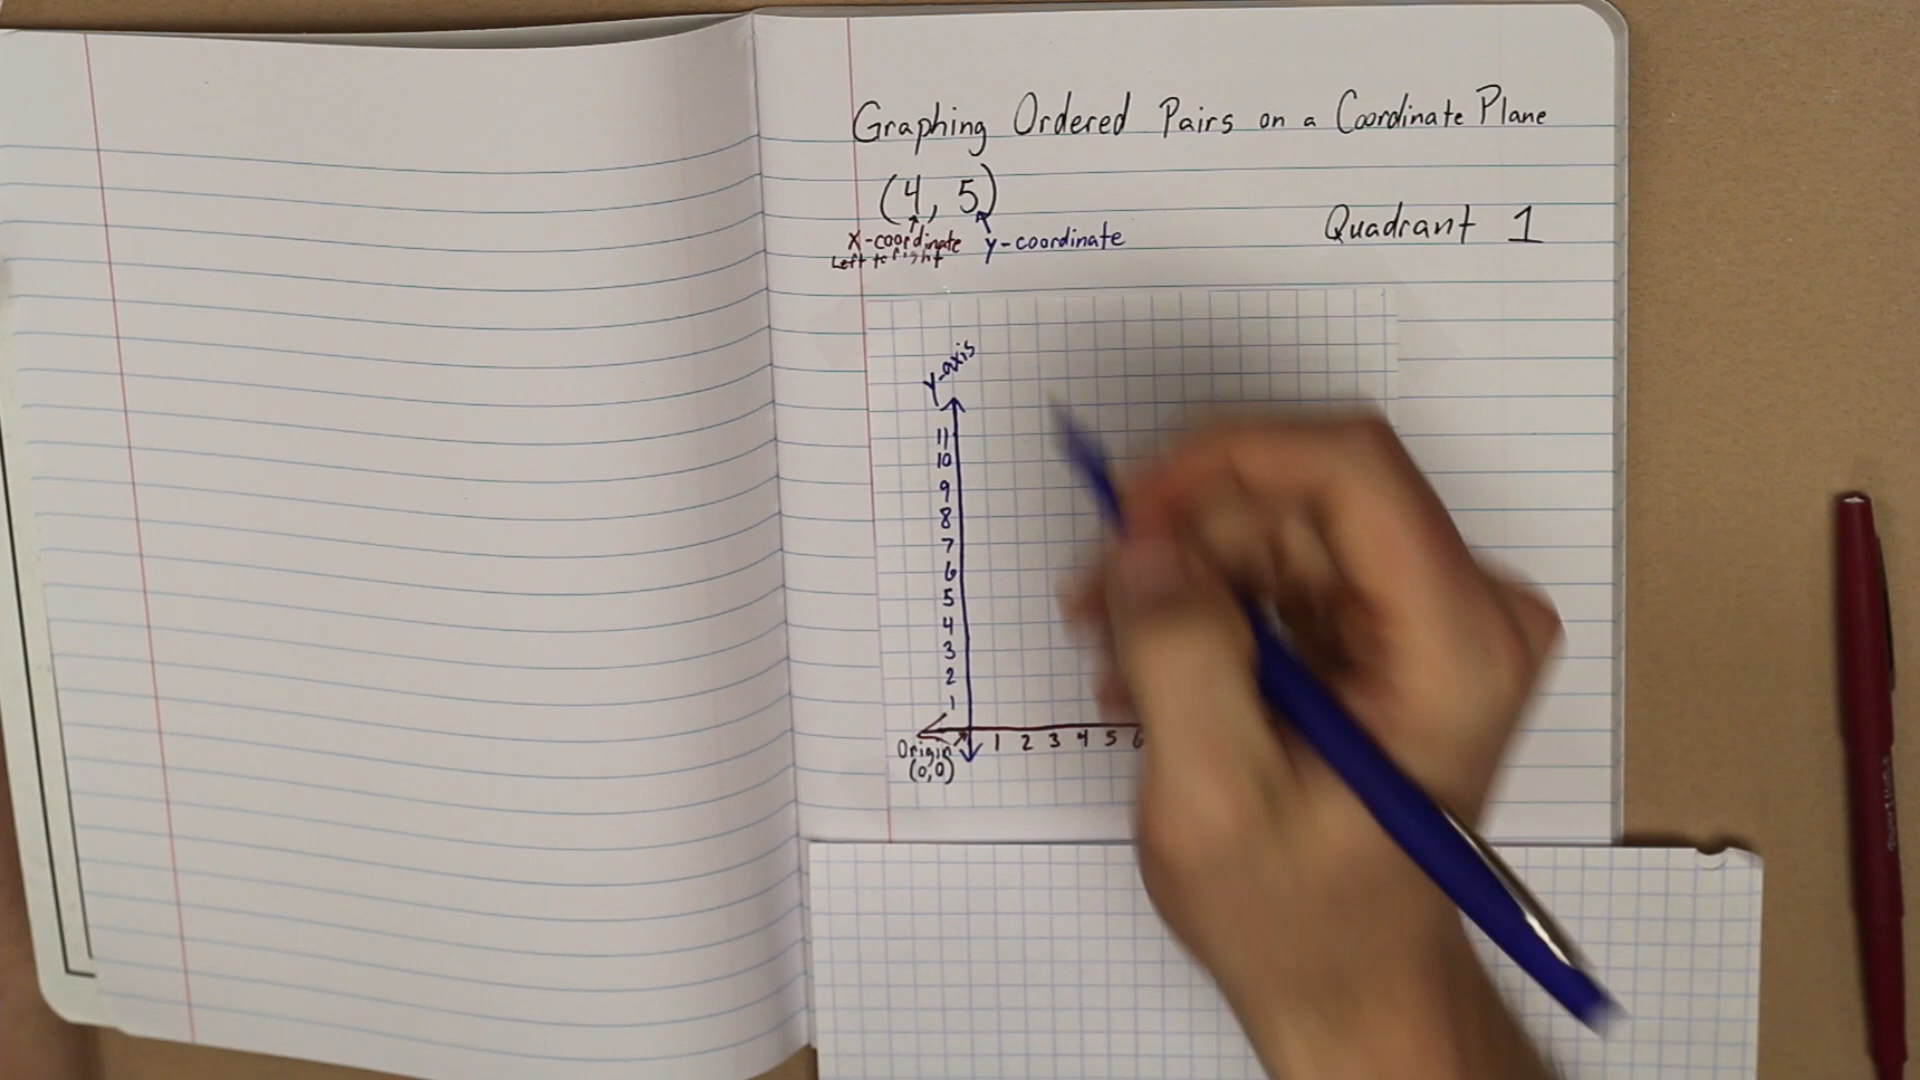 Graphing Ordered Pairs on a Coordinate Plane
(4, 5)
Quadrant 1
X-coordinate y-coordinate
Left to right
Y-axis
11
10
9
8
7
6
5
4
3
2
1
1 2 3 4 5 6
Origin
(0,0)